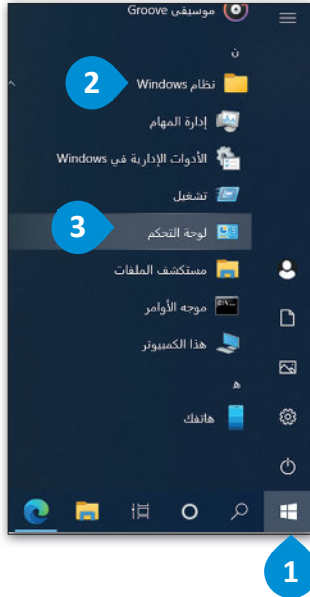 موسيقى Groove
ن
2 نظام Windows
إدارة المهام
الأدوات الإدارية في Windows
تشغيل
3 لوحة التحكم
مستكشف الملفات
موجه الأوامر
هذا الكمبيوتر
ه
هاتفك
1